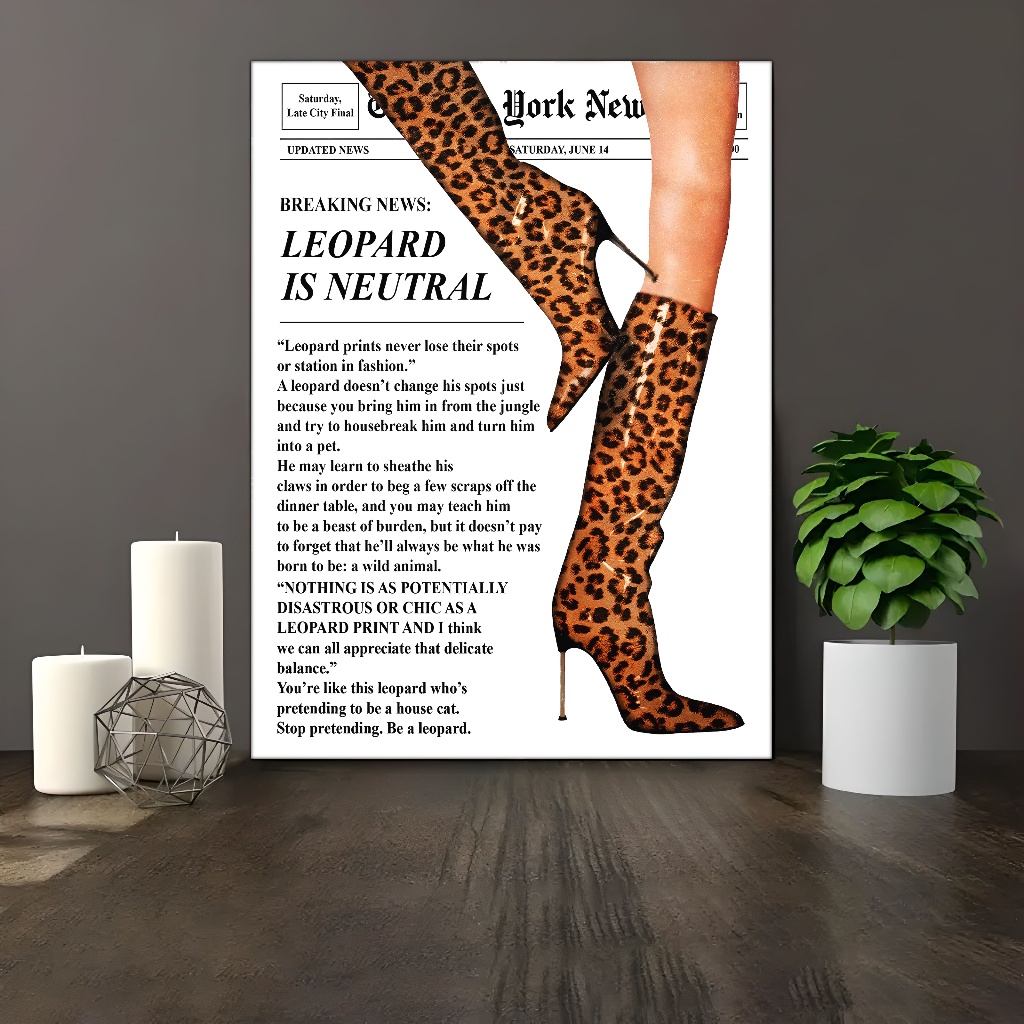 Saturday,
Late City Final
York New
UPDATED NEWS
SATURDAY, JUNE 14
BREAKING NEWS:
LEOPARD
IS NEUTRAL
“Leopard prints never lose their spots
or station in fashion.”
A leopard doesn’t change his spots just
because you bring him in from the jungle
and try to housebreak him and turn him
into a pet.
He may learn to sheathe his
claws in order to beg a few scraps off the
dinner table, and you may teach him
to be a beast of burden, but it doesn’t pay
to forget that he’ll always be what he was
born to be: a wild animal.
“NOTHING IS AS POTENTIALLY
DISASTROUS OR CHIC AS A
LEOPARD PRINT AND I think
we can all appreciate that delicate
balance.”
You’re like this leopard who’s
pretending to be a house cat.
Stop pretending. Be a leopard.